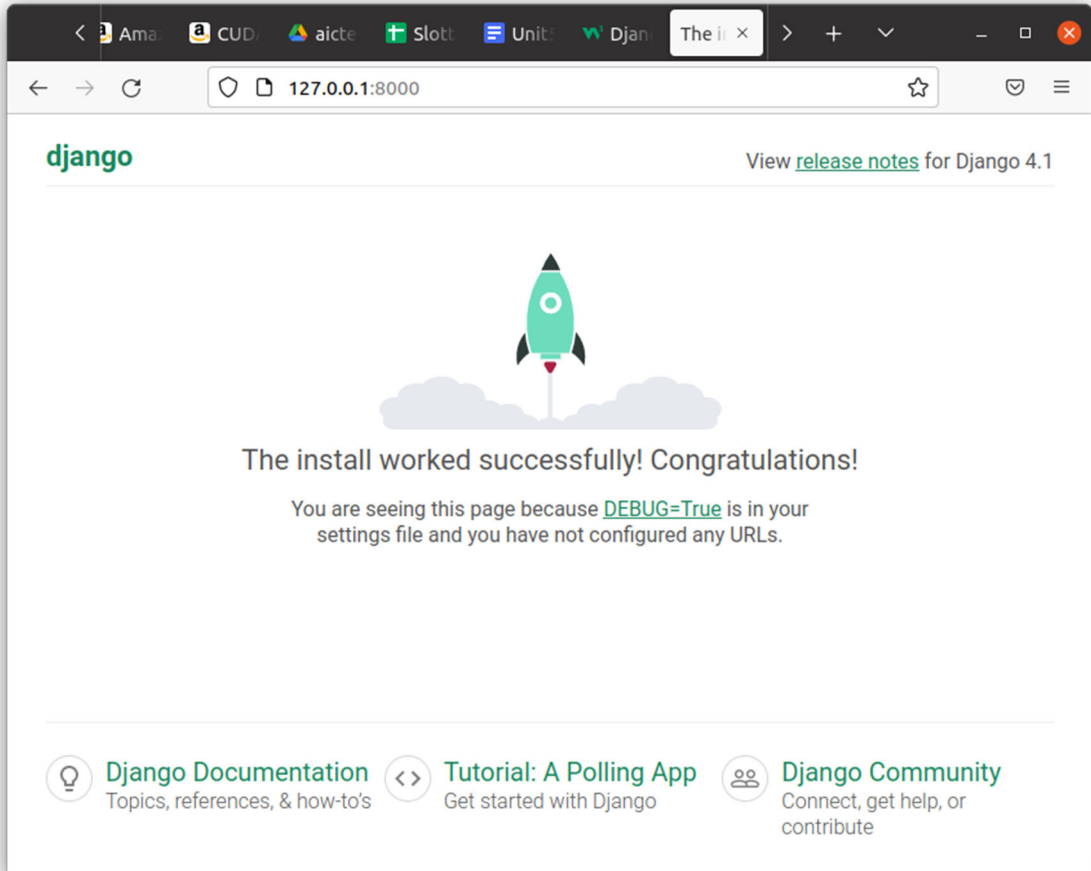 Ama
CUD
aicte
Slott
Unit
Djan
The i
127.0.0.1:8000
django
View release notes for Django 4.1
The install worked successfully! Congratulations!
You are seeing this page because DEBUG=True is in your
settings file and you have not configured any URLs.
Django Documentation
Topics, references, & how-to's
Tutorial: A Polling App
Get started with Django
Django Community
Connect, get help, or
contribute